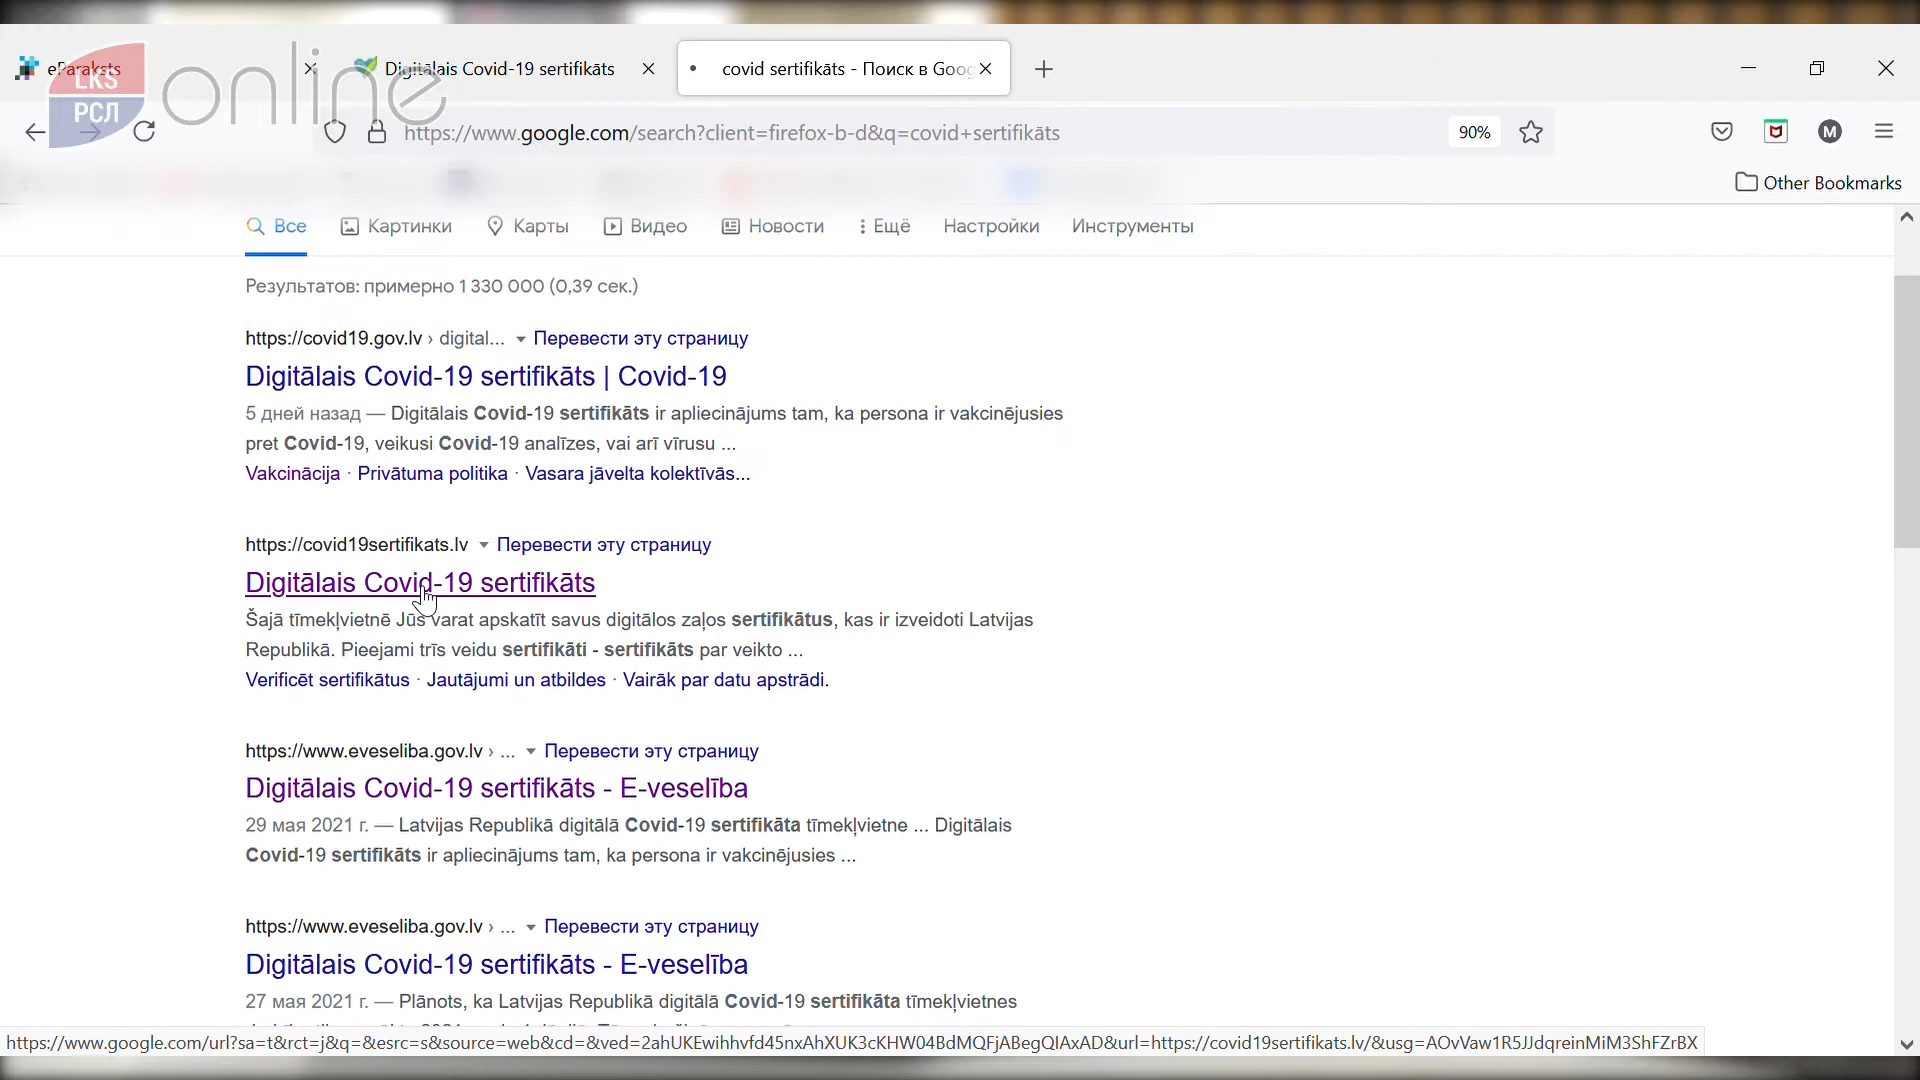 eParaksts
LKS
РСЛ
online
Digitālais Covid-19 sertifikāts
covid sertifikāts - Поиск в Goog
https://www.google.com/search?client=firefox-b-d&q=covid+sertifikāts
90%
M
Other Bookmarks
Все
Картинки
Карты
Видео
Новости
Ещё
Настройки
Инструменты
Результатов: примерно 1 330 000 (0,39 сек.)
https://covid19.gov.lv › digital... Перевести эту страницу
Digitālais Covid-19 sertifikāts | Covid-19
5 дней назад — Digitālais Covid-19 sertifikāts ir apliecinājums tam, ka persona ir vakcinējusies
pret Covid-19, veikusi Covid-19 analīzes, vai arī vīrusu ...
Vakcinācija · Privātuma politika · Vasara jāvelta kolektīvās...
https://covid19sertifikats.lv Перевести эту страницу
Digitālais Covid-19 sertifikāts
Šajā tīmekļvietnē Jūs varat apskatīt savus digitālos zaļos sertifikātus, kas ir izveidoti Latvijas
Republikā. Pieejami trīs veidu sertifikāti - sertifikāts par veikto ...
Verificēt sertifikātus · Jautājumi un atbildes · Vairāk par datu apstrādi.
https://www.eveseliba.gov.lv › ... Перевести эту страницу
Digitālais Covid-19 sertifikāts - E-veselība
29 мая 2021 г. — Latvijas Republikā digitālā Covid-19 sertifikāta tīmekļvietne ... Digitālais
Covid-19 sertifikāts ir apliecinājums tam, ka persona ir vakcinējusies ...
https://www.eveseliba.gov.lv › ... Перевести эту страницу
Digitālais Covid-19 sertifikāts - E-veselība
27 мая 2021 г. — Plānots, ka Latvijas Republikā digitālā Covid-19 sertifikāta tīmekļvietnes
https://www.google.com/url?sa=t&rct=j&q=&esrc=s&source=web&cd=&ved=2ahUKEwihhvfd45nxAhXUK3cKHW04BdMQFjABegQIAxAD&url=https://covid19sertifikats.lv/&usg=AOvVaw1R5JJdqreinMiM3ShFZrBX